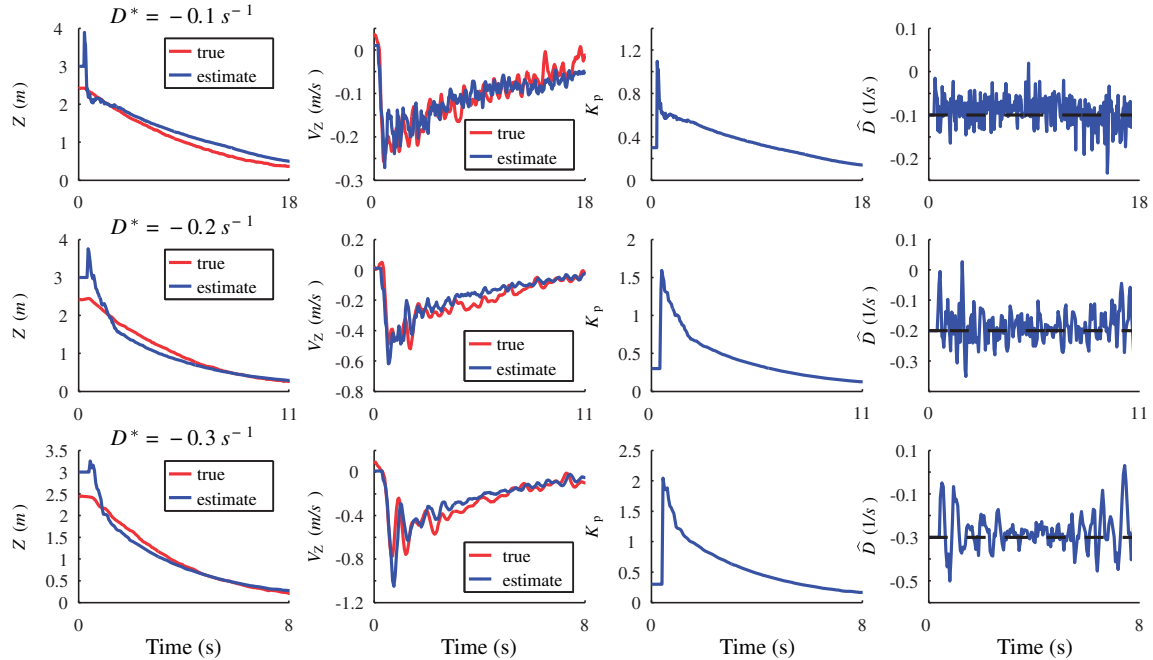 D* = − 0.1 s⁻¹
4
3
2
1
0
Z (m)
true
estimate
0
18
0
-0.1
-0.2
-0.3
V_Z (m/s)
true
estimate
0
18
1.2
0.9
0.6
0.3
0
K_p
0
18
0.1
0
-0.1
-0.2
D̂ (1/s)
0
18
D* = − 0.2 s⁻¹
4
3
2
1
0
Z (m)
true
estimate
0
11
0.2
0
-0.2
-0.4
-0.6
-0.8
V_Z (m/s)
true
estimate
0
11
2
1.5
1
0.5
0
K_p
0
11
0.1
0
-0.1
-0.2
-0.3
D̂ (1/s)
0
11
D* = − 0.3 s⁻¹
3.5
3
2.5
2
1.5
1
0.5
0
Z (m)
true
estimate
0
8
Time (s)
0
-0.4
-0.8
-1.2
V_Z (m/s)
true
estimate
0
8
Time (s)
2.5
2
1.5
1
0.5
0
K_p
0
8
Time (s)
0.1
-0.1
-0.3
-0.5
D̂ (1/s)
0
8
Time (s)